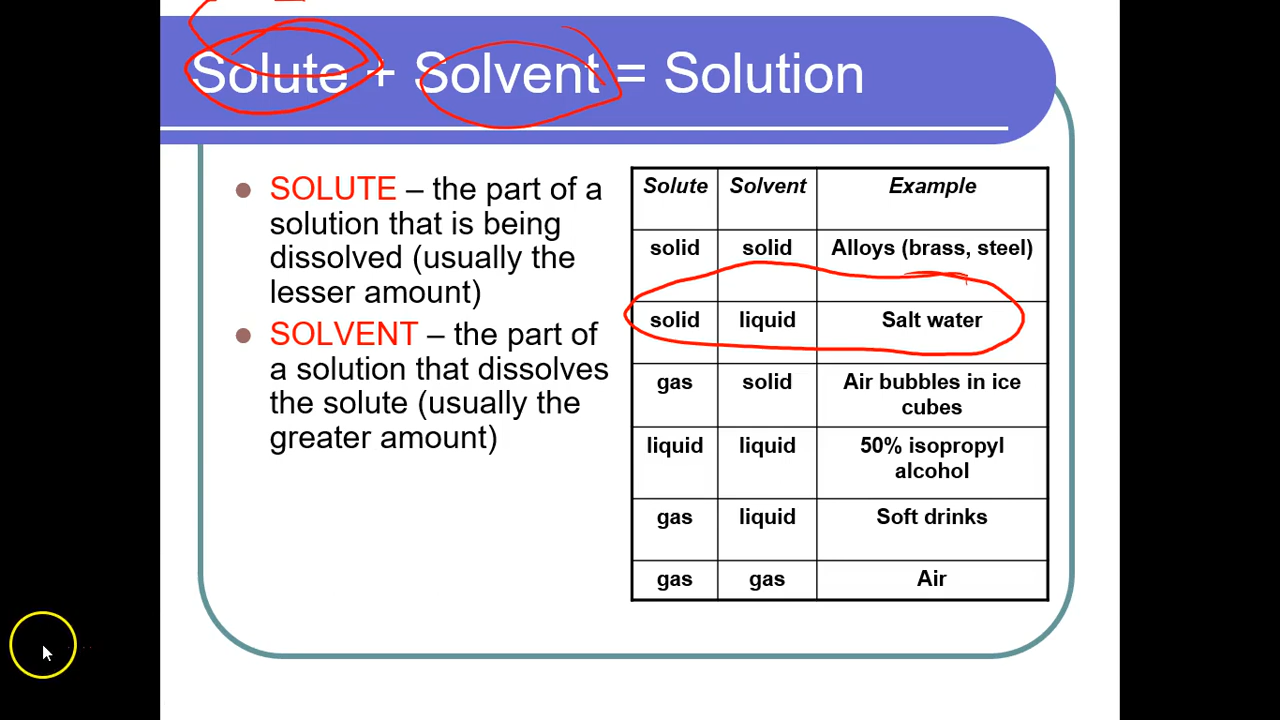 Solute + Solvent = Solution
SOLUTE – the part of a
solution that is being
dissolved (usually the
lesser amount)
SOLVENT – the part of
a solution that dissolves
the solute (usually the
greater amount)
Solute Solvent Example
solid solid Alloys (brass, steel)
solid liquid Salt water
gas solid Air bubbles in ice
cubes
liquid liquid 50% isopropyl
alcohol
gas liquid Soft drinks
gas gas Air